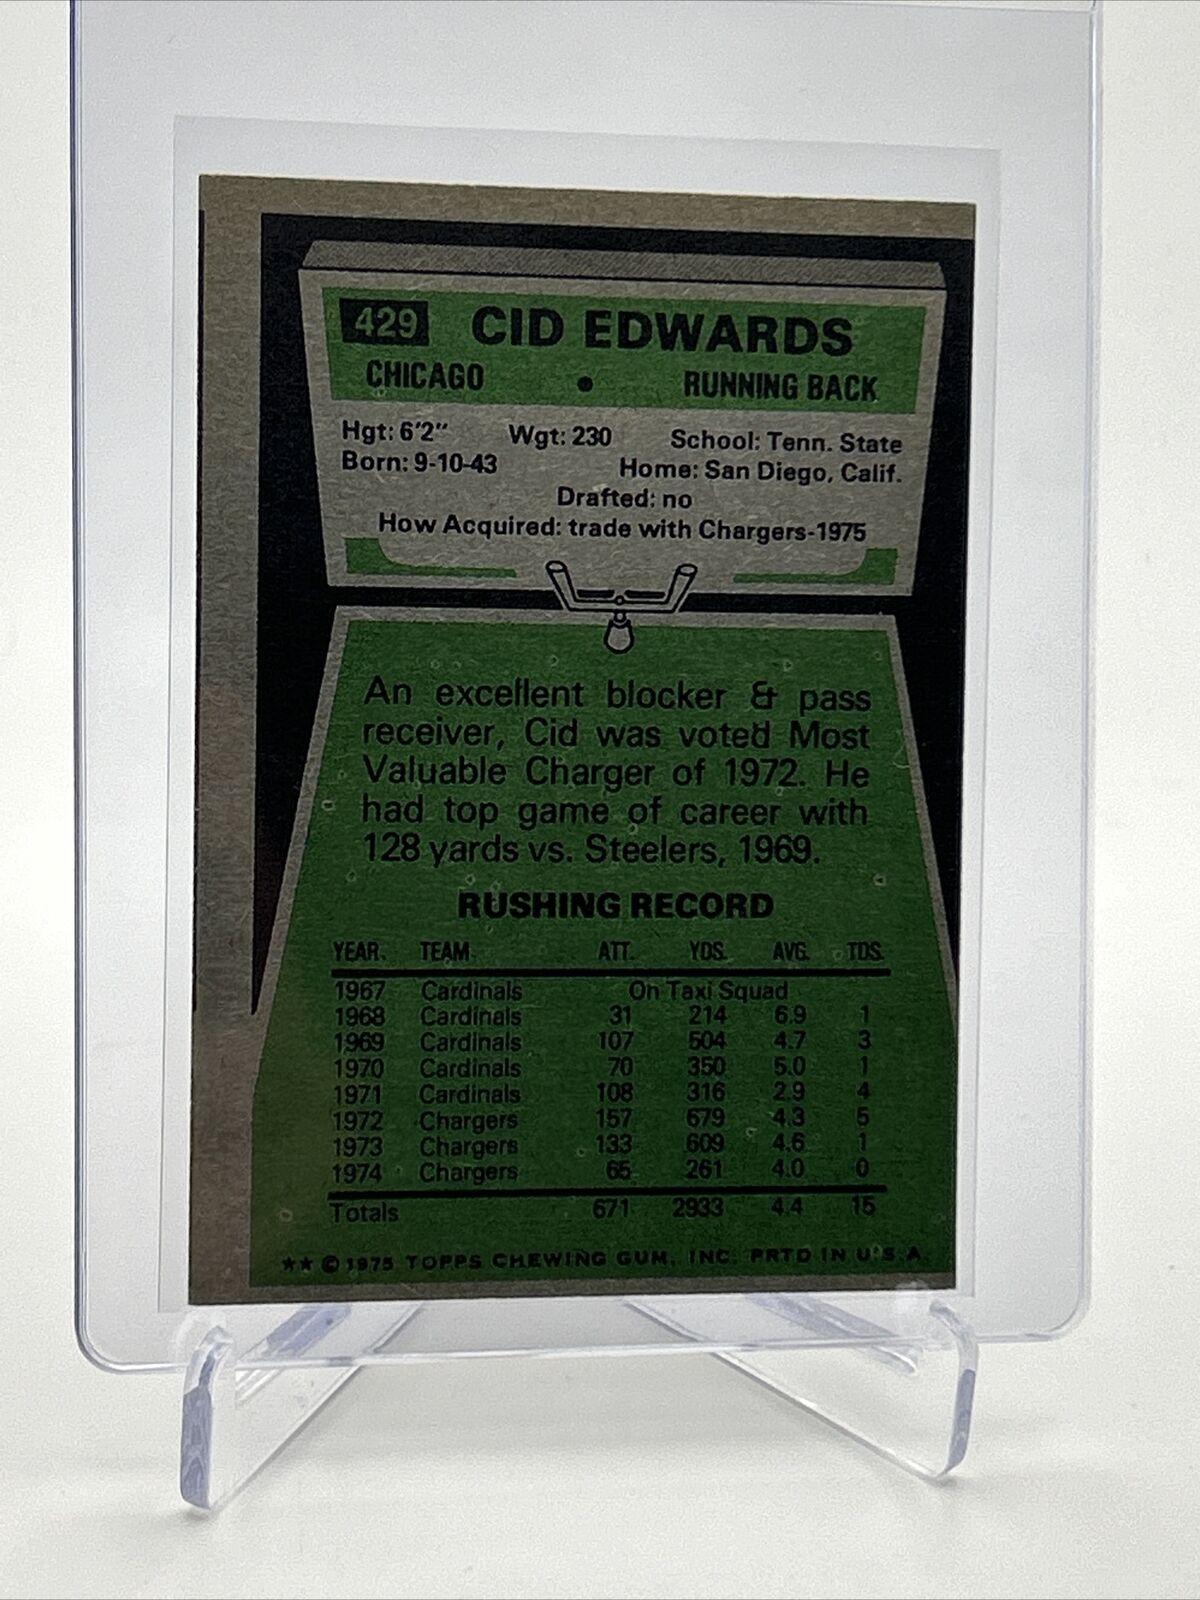 429 CID EDWARDS
CHICAGO • RUNNING BACK
Hgt: 6'2" Wgt: 230 School: Tenn. State
Born: 9-10-43 Home: San Diego, Calif.
Drafted: no
How Acquired: trade with Chargers-1975
An excellent blocker & pass
receiver, Cid was voted Most
Valuable Charger of 1972. He
had top game of career with
128 yards vs. Steelers, 1969.
RUSHING RECORD
YEAR. TEAM. ATT. YDS. AVG. TDS.
1967 Cardinals On Taxi Squad
1968 Cardinals 31 214 6.9 1
1969 Cardinals 107 504 4.7 3
1970 Cardinals 70 350 5.0 1
1971 Cardinals 108 316 2.9 4
1972 Chargers 157 679 4.3 5
1973 Chargers 133 609 4.6 1
1974 Chargers 65 261 4.0 0
Totals 671 2933 4.4 15
★★ © 1975 TOPPS CHEWING GUM, INC. PRTD IN U.S.A.